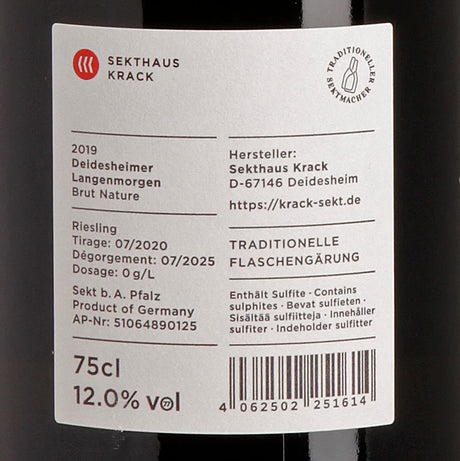 SEKTHAUS
KRACK
TRADITIONELLER
SEKTMACHER
2019
Deidesheimer
Langenmorgen
Brut Nature
Riesling
Tirage: 07/2020
Dégorgement: 07/2025
Dosage: 0 g/L
Sekt b. A. Pfalz
Product of Germany
AP-Nr: 51064890125
75cl
12.0% vol
Hersteller:
Sekthaus Krack
D-67146 Deidesheim
https://krack-sekt.de
TRADITIONELLE
FLASCHENGÄRUNG
Enthält Sulfite · Contains
sulphites · Bevat sulfieten ·
Sisältää sulfiitteja · Innehåller
sulfiter · Indeholder sulfitter
4 062502 251614